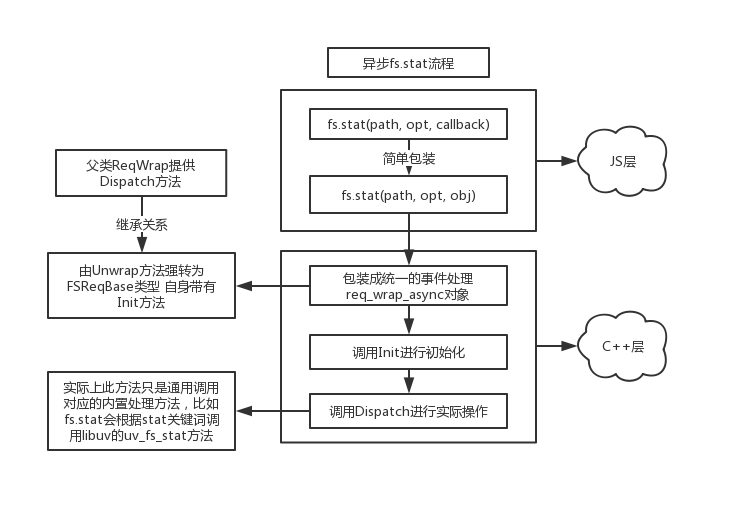 异步fs.stat流程
fs.stat(path, opt, callback)
简单包装
fs.stat(path, opt, obj)
JS层
父类ReqWrap提供
Dispatch方法
继承关系
由Unwrap方法强转为
FSReqBase类型 自身带有
Init方法
包装成统一的事件处理
req_wrap_async对象
调用Init进行初始化
调用Dispatch进行实际操作
C++层
实际上此方法只是通用调用
对应的内置处理方法，比如
fs.stat会根据stat关键词调
用libuv的uv_fs_stat方法